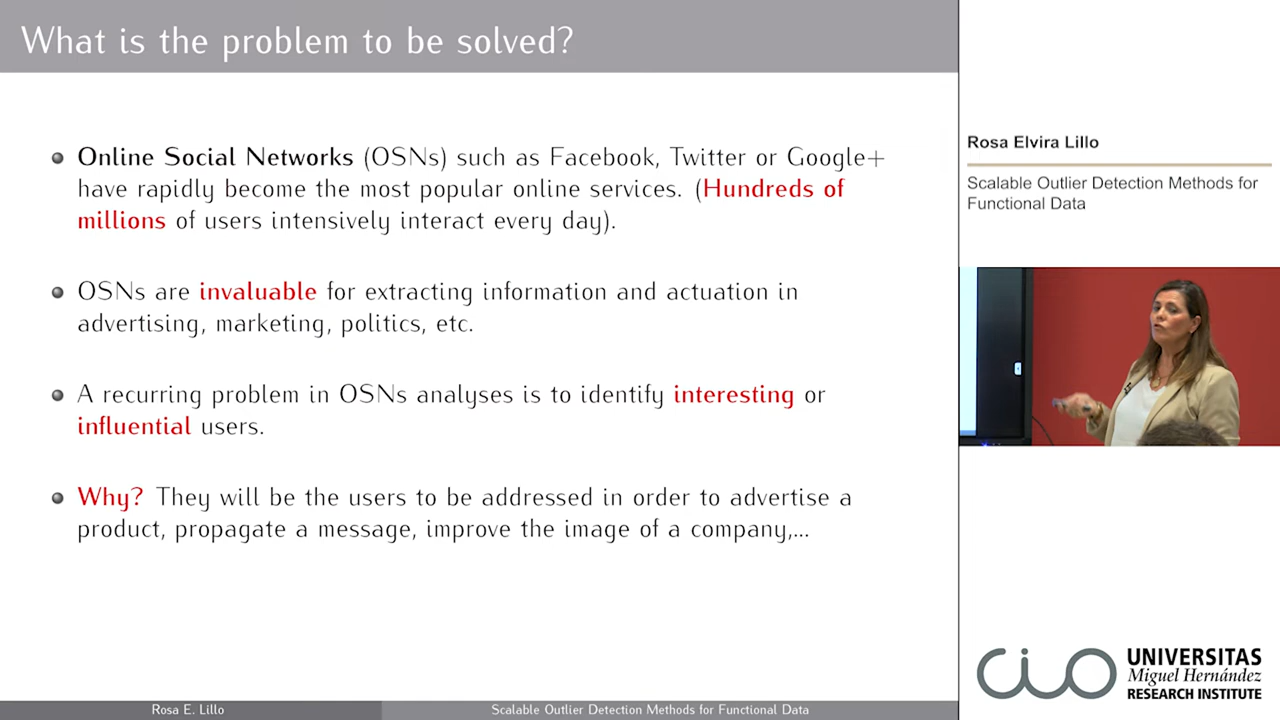 What is the problem to be solved?
Online Social Networks (OSNs) such as Facebook, Twitter or Google+
have rapidly become the most popular online services. (Hundreds of
millions of users intensively interact every day).
OSNs are invaluable for extracting information and actuation in
advertising, marketing, politics, etc.
A recurring problem in OSNs analyses is to identify interesting or
influential users.
Why? They will be the users to be addressed in order to advertise a
product, propagate a message, improve the image of a company,...
Rosa E. Lillo
Scalable Outlier Detection Methods for Functional Data
Rosa Elvira Lillo
Scalable Outlier Detection Methods for
Functional Data
cio
UNIVERSITAS
Miguel Hernández
RESEARCH INSTITUTE